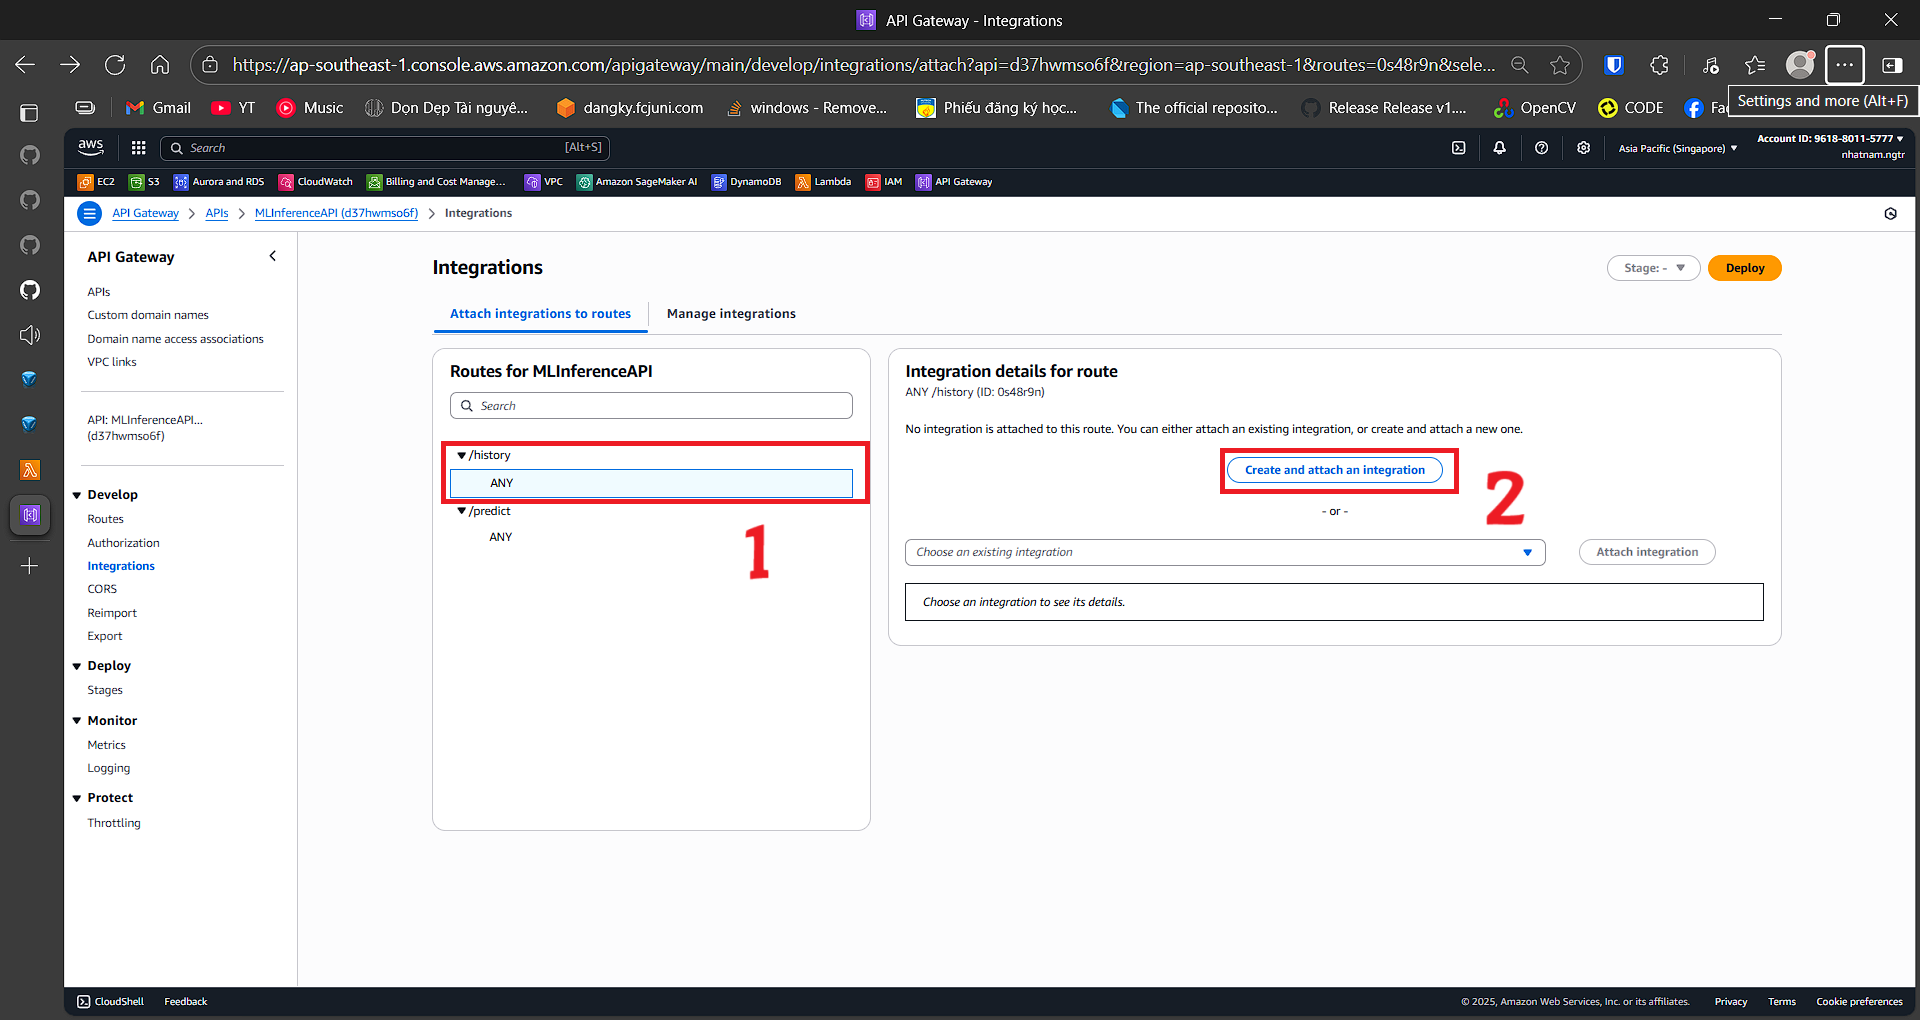 API Gateway - Integrations
https://ap-southeast-1.console.aws.amazon.com/apigateway/main/develop/integrations/attach?api=d37hwmso6f&region=ap-southeast-1&routes=0s48r9n&sele...
Settings and more (Alt+F)
Gmail
YT
Music
Dọn Dẹp Tài nguyê...
dangky.fcjuni.com
windows - Remove...
Phiếu đăng ký học...
The official reposito...
Release Release v1....
OpenCV
CODE
aws
Search
[Alt+S]
Asia Pacific (Singapore)
Account ID: 9618-8011-5777
nhatnam.ngtr
EC2
S3
Aurora and RDS
CloudWatch
Billing and Cost Manage...
VPC
Amazon SageMaker AI
DynamoDB
Lambda
IAM
API Gateway
API Gateway
APIs
MLInferenceAPI (d37hwmso6f)
Integrations
API Gateway
APIs
Custom domain names
Domain name access associations
VPC links
API: MLInferenceAPI...
(d37hwmso6f)
Develop
Routes
Authorization
Integrations
CORS
Reimport
Export
Deploy
Stages
Monitor
Metrics
Logging
Protect
Throttling
Integrations
Stage: -
Deploy
Attach integrations to routes
Manage integrations
Routes for MLInferenceAPI
Search
/history
ANY
/predict
ANY
1
Integration details for route
ANY /history (ID: 0s48r9n)
No integration is attached to this route. You can either attach an existing integration, or create and attach a new one.
Create and attach an integration
2
- or -
Choose an existing integration
Attach integration
Choose an integration to see its details.
CloudShell
Feedback
© 2025, Amazon Web Services, Inc. or its affiliates.
Privacy
Terms
Cookie preferences